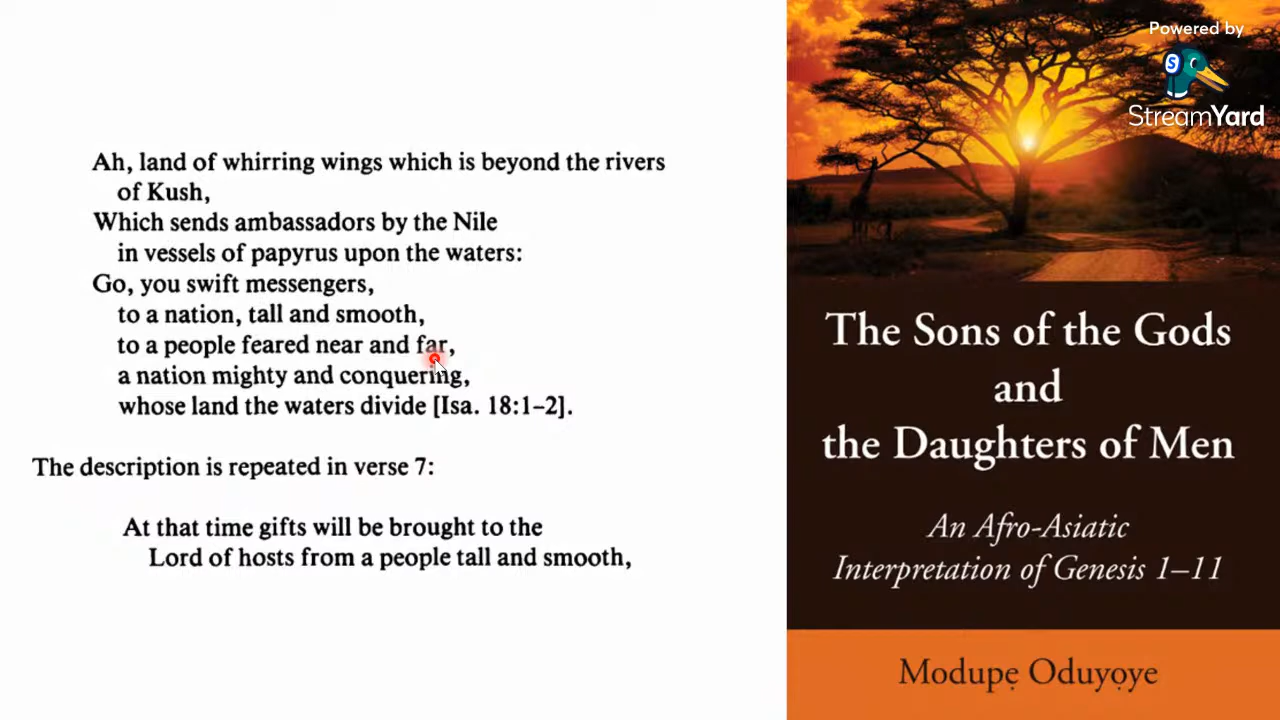 Ah, land of whirring wings which is beyond the rivers
of Kush,
Which sends ambassadors by the Nile
in vessels of papyrus upon the waters:
Go, you swift messengers,
to a nation, tall and smooth,
to a people feared near and far,
a nation mighty and conquering,
whose land the waters divide [Isa. 18:1–2].
The description is repeated in verse 7:
At that time gifts will be brought to the
Lord of hosts from a people tall and smooth,
Powered by
S
StreamYard
The Sons of the Gods
and
the Daughters of Men
An Afro-Asiatic
Interpretation of Genesis 1–11
Modupẹ Oduyọye